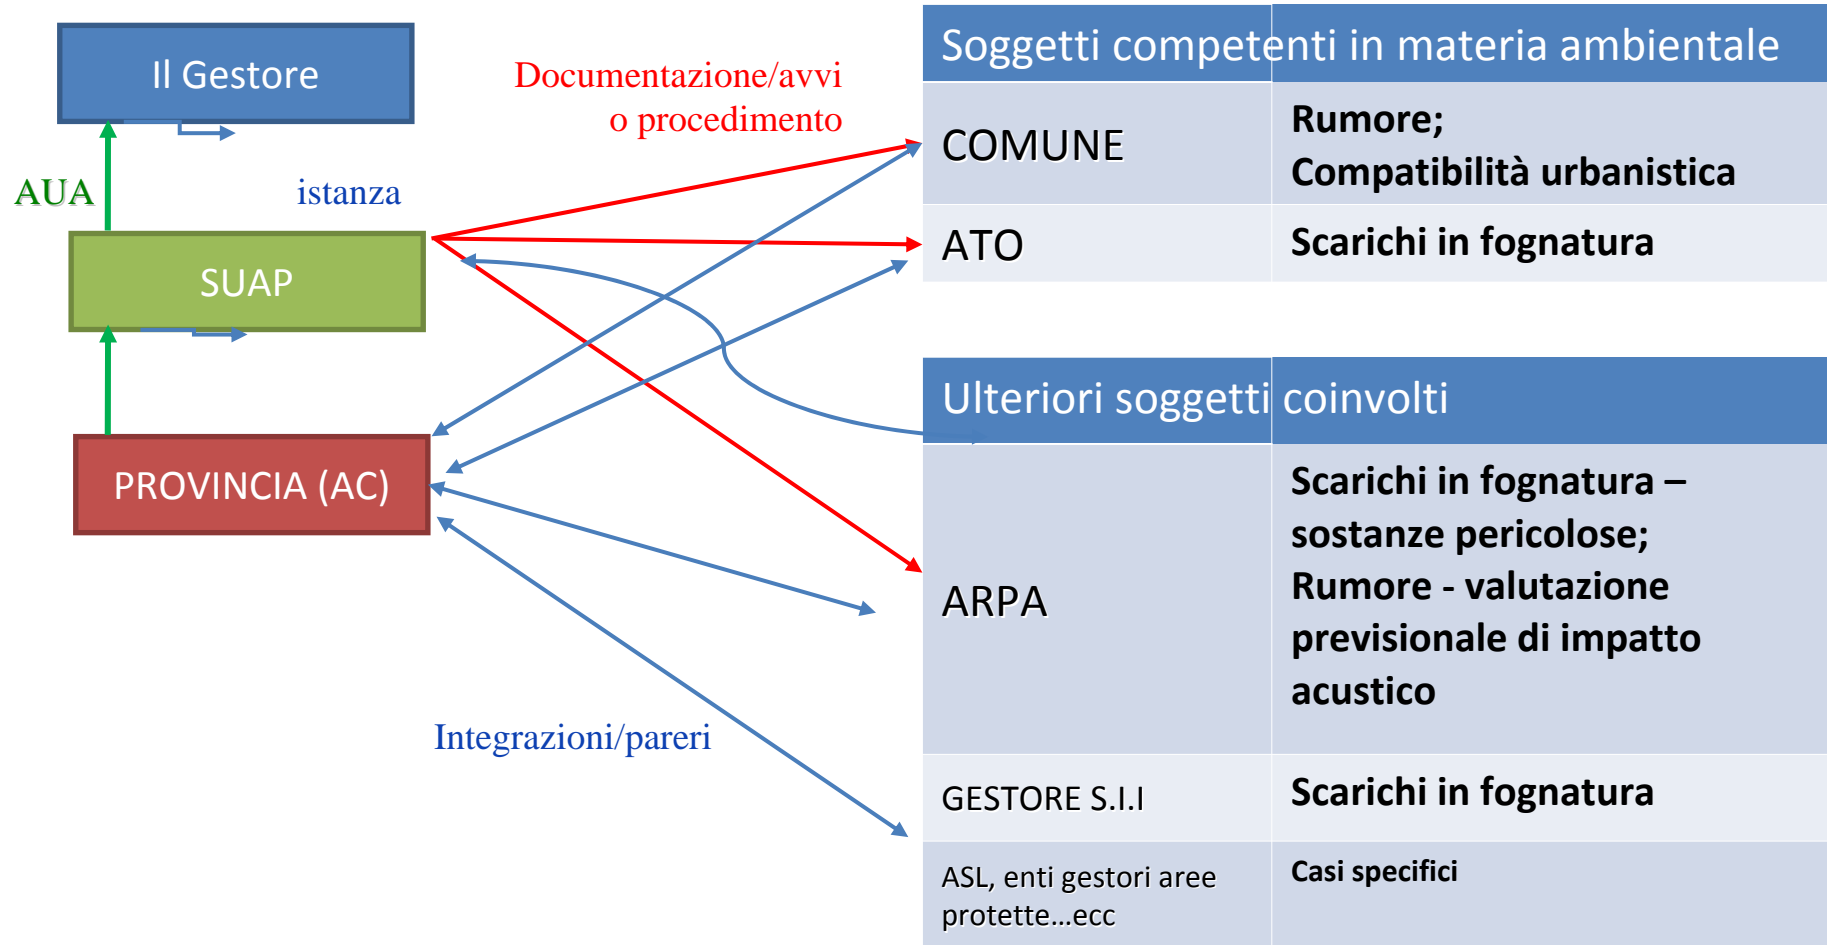 Il Gestore
AUA
istanza
SUAP
PROVINCIA (AC)
Documentazione/avvi
o procedimento
Integrazioni/pareri
Soggetti competenti in materia ambientale
COMUNE
Rumore;
Compatibilità urbanistica
ATO
Scarichi in fognatura
Ulteriori soggetti coinvolti
ARPA
Scarichi in fognatura –
sostanze pericolose;
Rumore - valutazione
previsionale di impatto
acustico
GESTORE S.I.I
Scarichi in fognatura
ASL, enti gestori aree
protette…ecc
Casi specifici